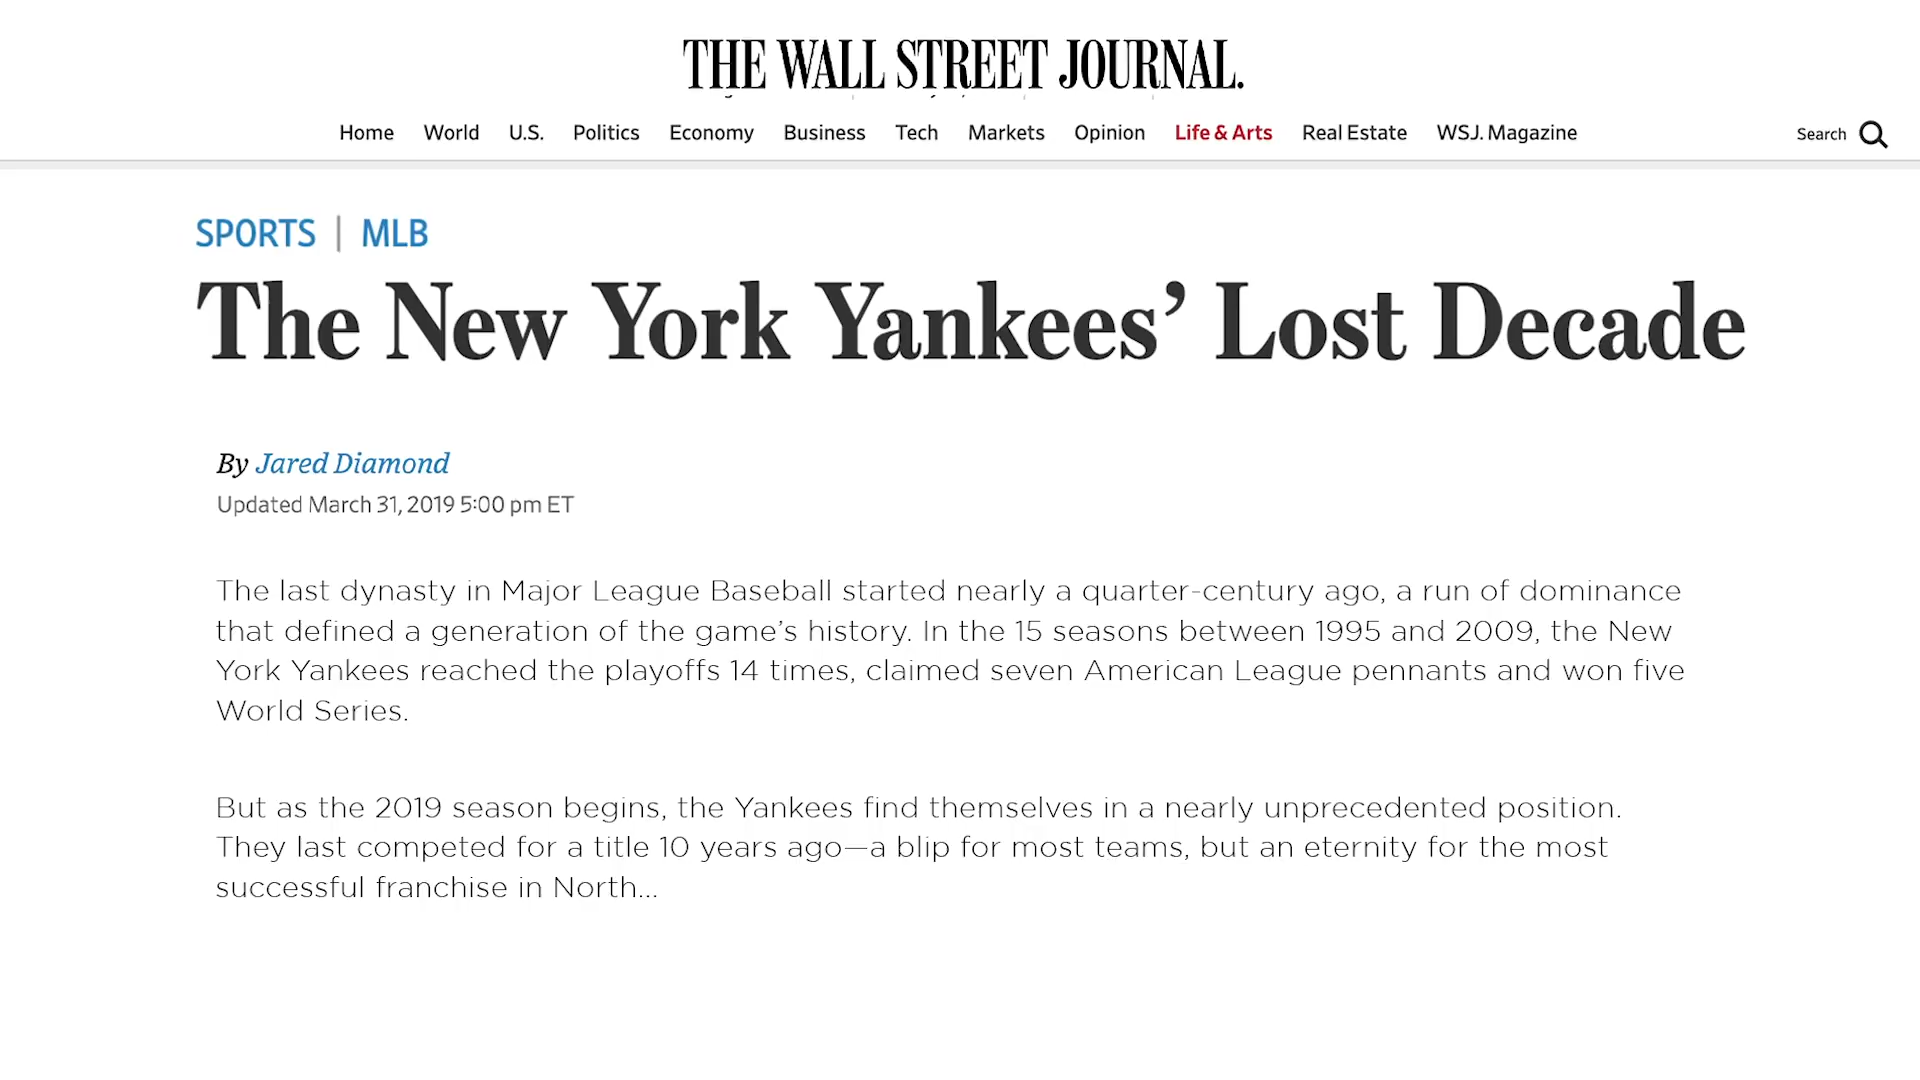 THE WALL STREET JOURNAL.
Home World U.S. Politics Economy Business Tech Markets Opinion Life & Arts Real Estate WSJ. Magazine Search
SPORTS | MLB
The New York Yankees’ Lost Decade
By Jared Diamond
Updated March 31, 2019 5:00 pm ET
The last dynasty in Major League Baseball started nearly a quarter-century ago, a run of dominance
that defined a generation of the game’s history. In the 15 seasons between 1995 and 2009, the New
York Yankees reached the playoffs 14 times, claimed seven American League pennants and won five
World Series.
But as the 2019 season begins, the Yankees find themselves in a nearly unprecedented position.
They last competed for a title 10 years ago—a blip for most teams, but an eternity for the most
successful franchise in North...